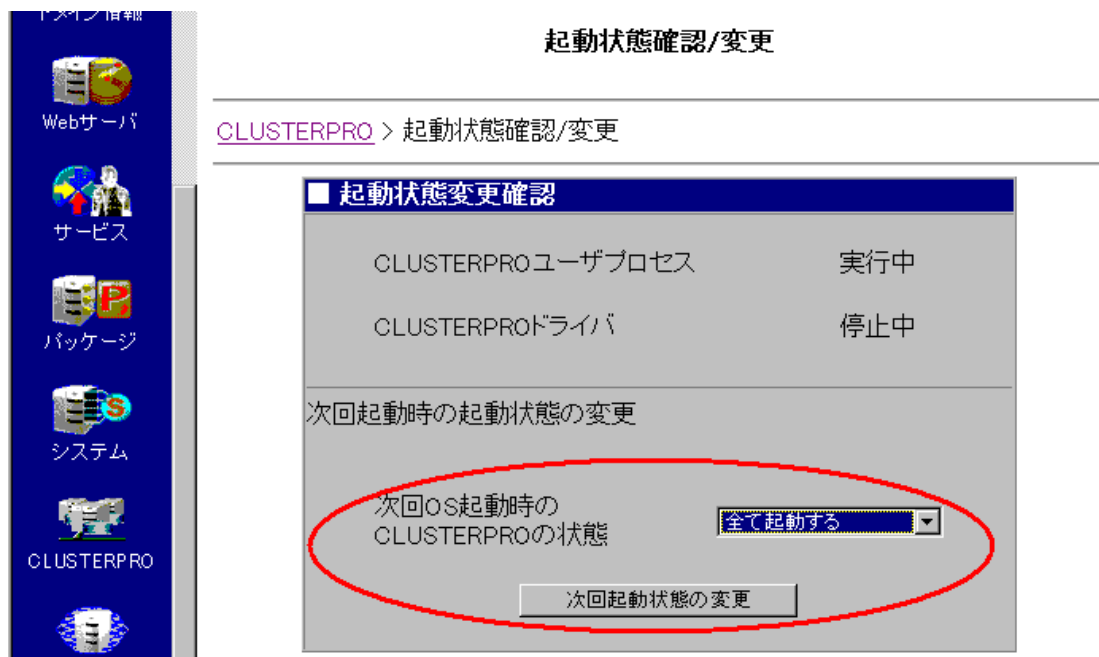 起動状態確認/変更
Webサーバ
CLUSTERPRO > 起動状態確認/変更
サービス
パッケージ
システム
CLUSTERPRO
■ 起動状態変更確認
CLUSTERPROユーザプロセス 実行中
CLUSTERPROドライバ 停止中
次回起動時の起動状態の変更
次回OS起動時の
CLUSTERPROの状態
全て起動する
次回起動状態の変更